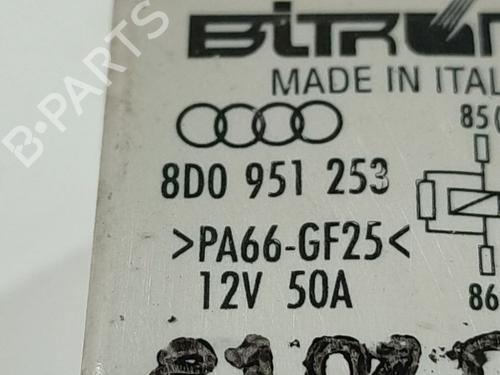 BITRON
MADE IN ITAL
85(
8D0 951 253
>PA66-GF25<
12V 50A
86
B-PARTS